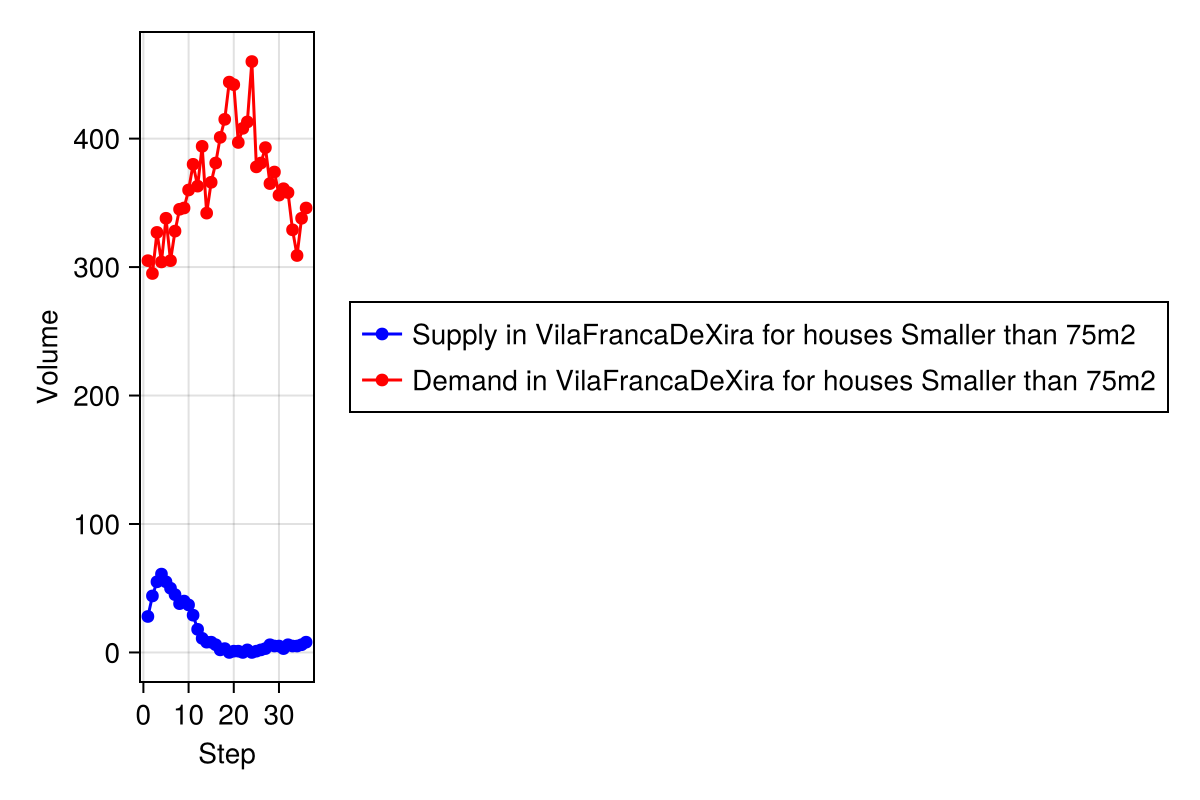 Volume
400
300
200
100
0
0 10 20 30
Step
Supply in VilaFrancaDeXira for houses Smaller than 75m2
Demand in VilaFrancaDeXira for houses Smaller than 75m2